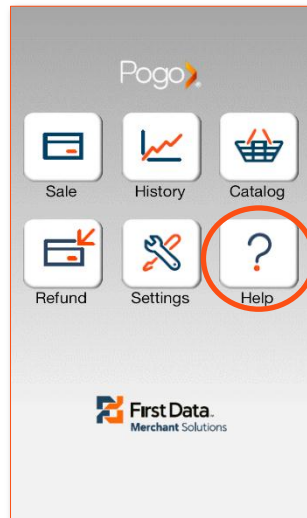 Pogo
Sale History Catalog
Refund Settings Help
First Data.
Merchant Solutions